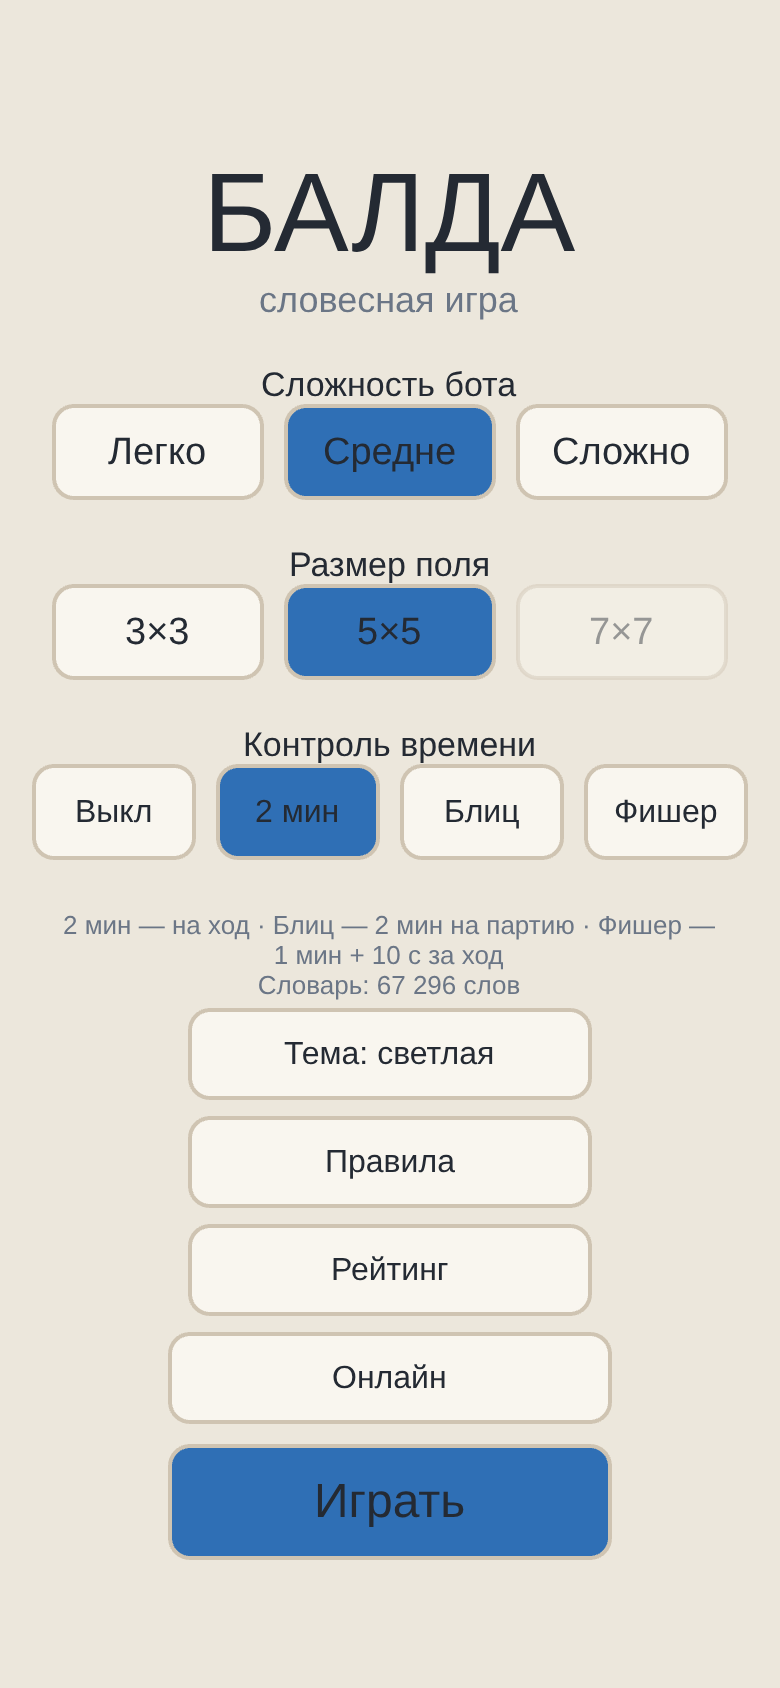 БАЛДА
словесная игра
Сложность бота
Легко Средне Сложно
Размер поля
3×3 5×5 7×7
Контроль времени
Выкл 2 мин Блиц Фишер
2 мин — на ход · Блиц — 2 мин на партию · Фишер —
1 мин + 10 с за ход
Словарь: 67 296 слов
Тема: светлая
Правила
Рейтинг
Онлайн
Играть